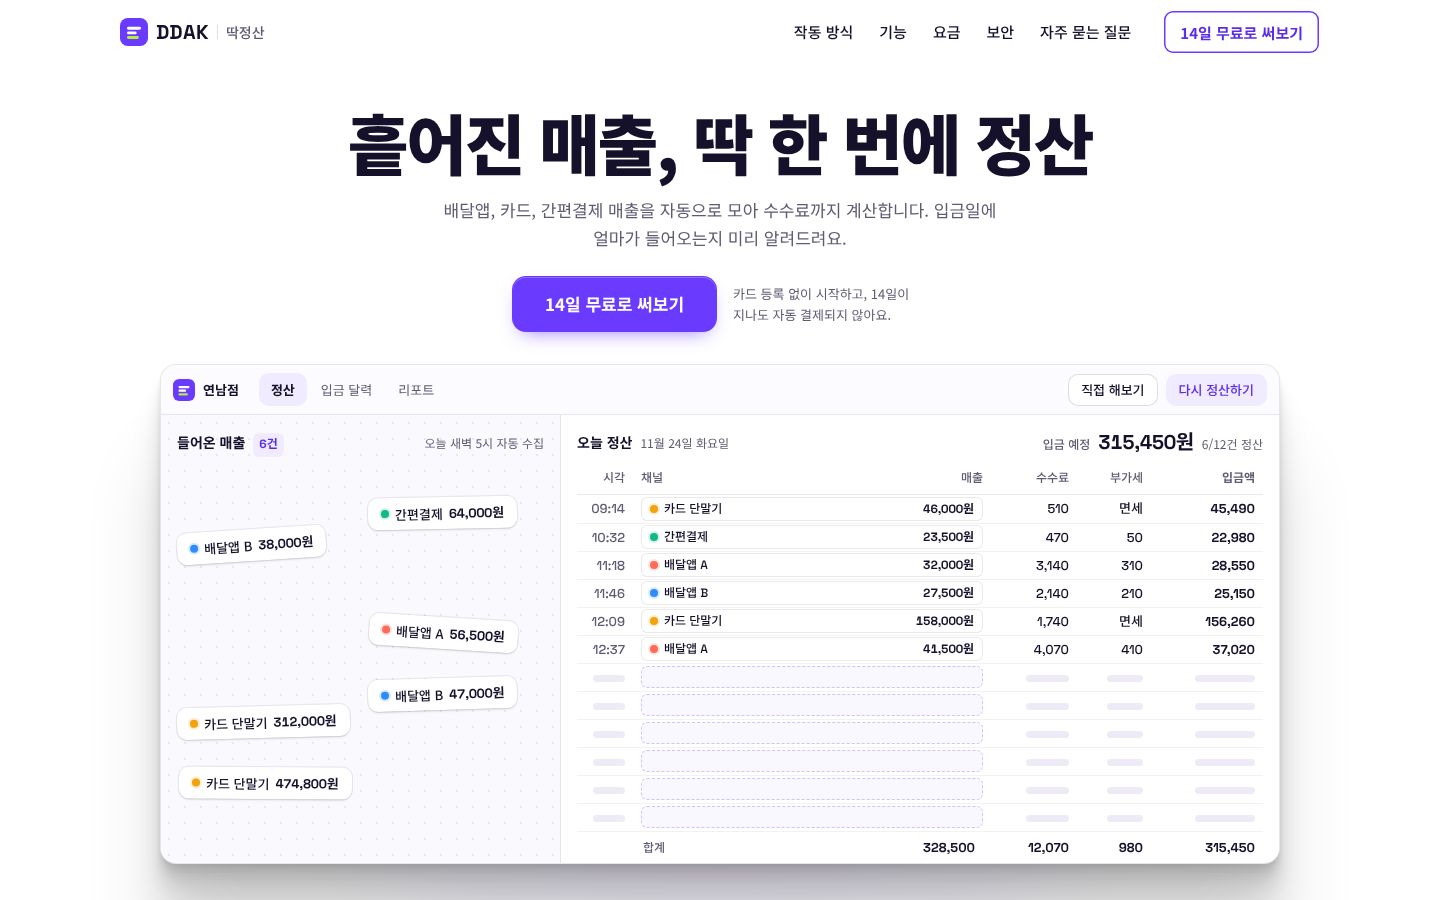 DDAK 딱정산
작동 방식 기능 요금 보안 자주 묻는 질문 14일 무료로 써보기
흩어진 매출, 딱 한 번에 정산
배달앱, 카드, 간편결제 매출을 자동으로 모아 수수료까지 계산합니다. 입금일에
얼마가 들어오는지 미리 알려드려요.
14일 무료로 써보기
카드 등록 없이 시작하고, 14일이
지나도 자동 결제되지 않아요.
연남점 정산 입금 달력 리포트 직접 해보기 다시 정산하기
들어온 매출 6건 오늘 새벽 5시 자동 수집
간편결제 64,000원
배달앱 B 38,000원
배달앱 A 56,500원
배달앱 B 47,000원
카드 단말기 312,000원
카드 단말기 474,800원
오늘 정산 11월 24일 화요일 입금 예정 315,450원 6/12건 정산
시각 채널 매출 수수료 부가세 입금액
09:14 카드 단말기 46,000원 510 면세 45,490
10:32 간편결제 23,500원 470 50 22,980
11:18 배달앱 A 32,000원 3,140 310 28,550
11:46 배달앱 B 27,500원 2,140 210 25,150
12:09 카드 단말기 158,000원 1,740 면세 156,260
12:37 배달앱 A 41,500원 4,070 410 37,020
합계 328,500 12,070 980 315,450